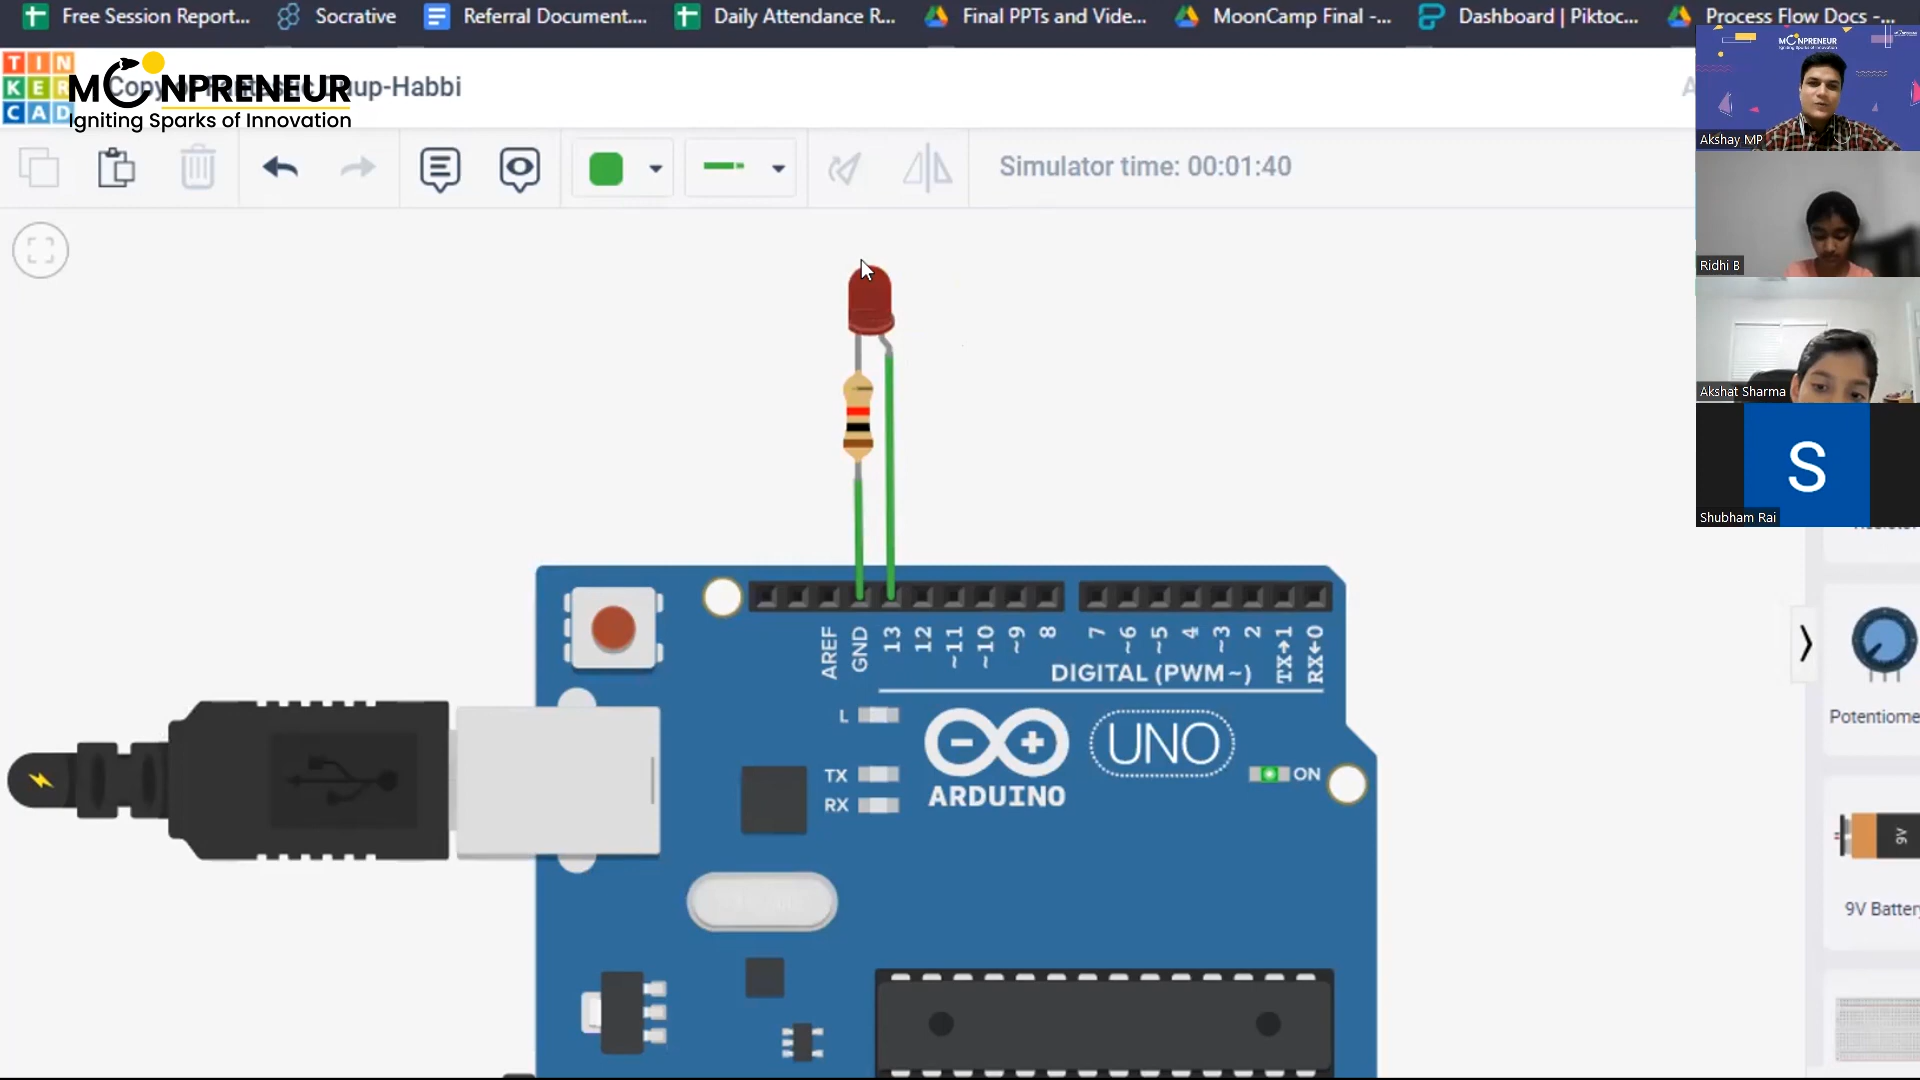 Free Session Report...
Socrative
Referral Document....
Daily Attendance R...
Final PPTs and Vide...
MoonCamp Final -...
Dashboard | Piktoc...
Process Flow Docs -...
TIN
KER
CAD
MOONPRENEUR
Igniting Sparks of Innovation
uup-Habbi
Simulator time: 00:01:40
MOONPRENEUR
Akshay MP
Ridhi B
Akshat Sharma
S
Shubham Rai
AREF
GND
13
12
~11
~10
~9
8
7
~6
~5
4
~3
2
TX→1
RX←0
DIGITAL (PWM~)
L
TX
RX
ARDUINO
UNO
ON
Potentiome
9V
9V Batter